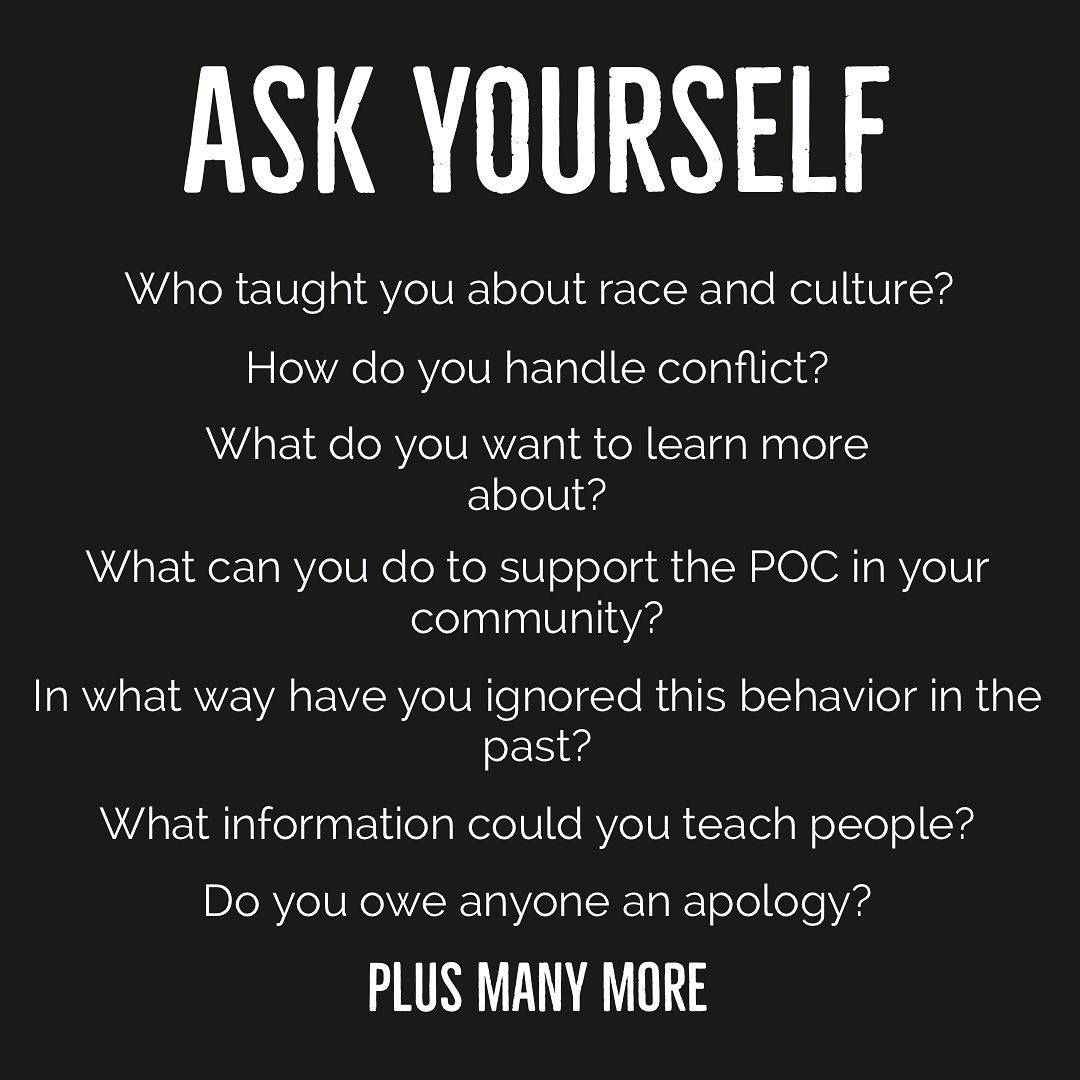 ASK YOURSELF
Who taught you about race and culture?
How do you handle conflict?
What do you want to learn more
about?
What can you do to support the POC in your
community?
In what way have you ignored this behavior in the
past?
What information could you teach people?
Do you owe anyone an apology?
PLUS MANY MORE